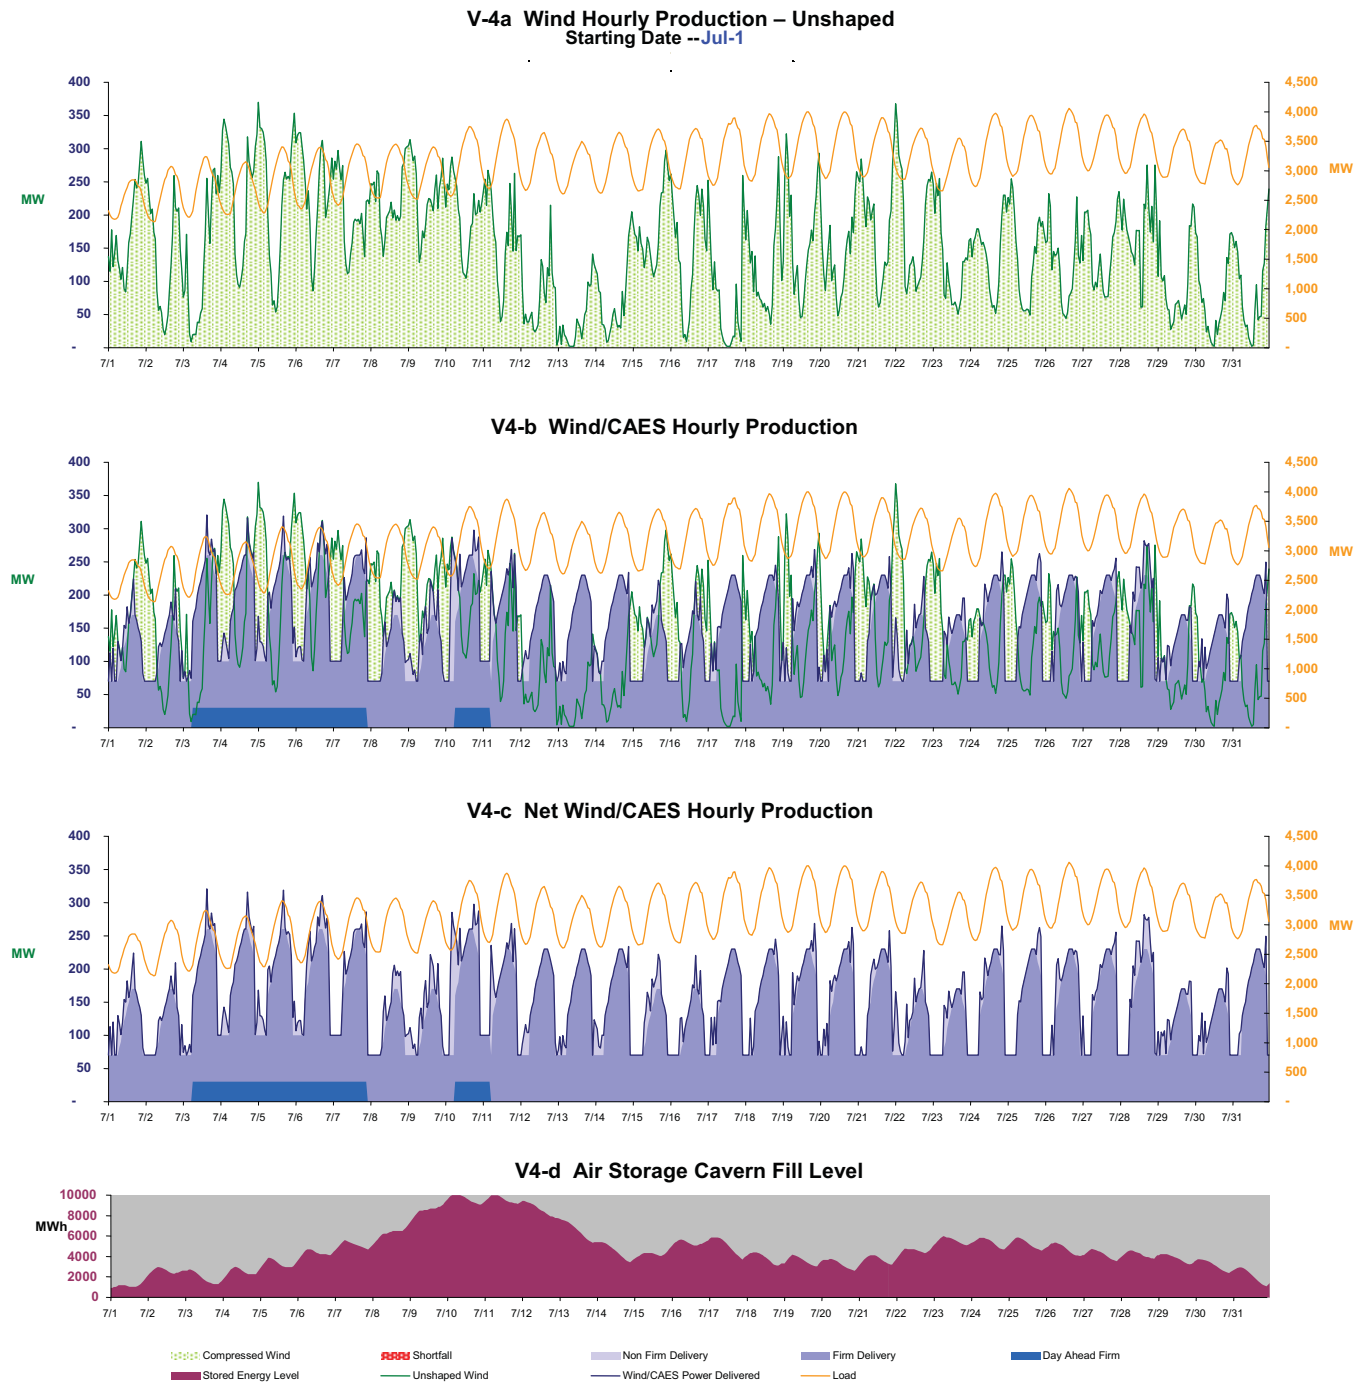 V-4a Wind Hourly Production – Unshaped
Starting Date --Jul-1
400 4,500
350 4,000
300 3,500
MW 250 3,000 MW
200 2,500
150 2,000
100 1,500
50 1,000
- 500
-
7/1 7/2 7/3 7/4 7/5 7/6 7/7 7/8 7/9 7/10 7/11 7/12 7/13 7/14 7/15 7/16 7/17 7/18 7/19 7/20 7/21 7/22 7/23 7/24 7/25 7/26 7/27 7/28 7/29 7/30 7/31
V4-b Wind/CAES Hourly Production
400 4,500
350 4,000
300 3,500
MW 250 3,000 MW
200 2,500
150 2,000
100 1,500
50 1,000
- 500
-
7/1 7/2 7/3 7/4 7/5 7/6 7/7 7/8 7/9 7/10 7/11 7/12 7/13 7/14 7/15 7/16 7/17 7/18 7/19 7/20 7/21 7/22 7/23 7/24 7/25 7/26 7/27 7/28 7/29 7/30 7/31
V4-c Net Wind/CAES Hourly Production
400 4,500
350 4,000
300 3,500
MW 250 3,000 MW
200 2,500
150 2,000
100 1,500
50 1,000
- 500
-
7/1 7/2 7/3 7/4 7/5 7/6 7/7 7/8 7/9 7/10 7/11 7/12 7/13 7/14 7/15 7/16 7/17 7/18 7/19 7/20 7/21 7/22 7/23 7/24 7/25 7/26 7/27 7/28 7/29 7/30 7/31
V4-d Air Storage Cavern Fill Level
10000
MWh 8000
6000
4000
2000
0
7/1 7/2 7/3 7/4 7/5 7/6 7/7 7/8 7/9 7/10 7/11 7/12 7/13 7/14 7/15 7/16 7/17 7/18 7/19 7/20 7/21 7/22 7/23 7/24 7/25 7/26 7/27 7/28 7/29 7/30 7/31
Compressed Wind Shortfall Non Firm Delivery Firm Delivery Day Ahead Firm
Stored Energy Level Unshaped Wind Wind/CAES Power Delivered Load